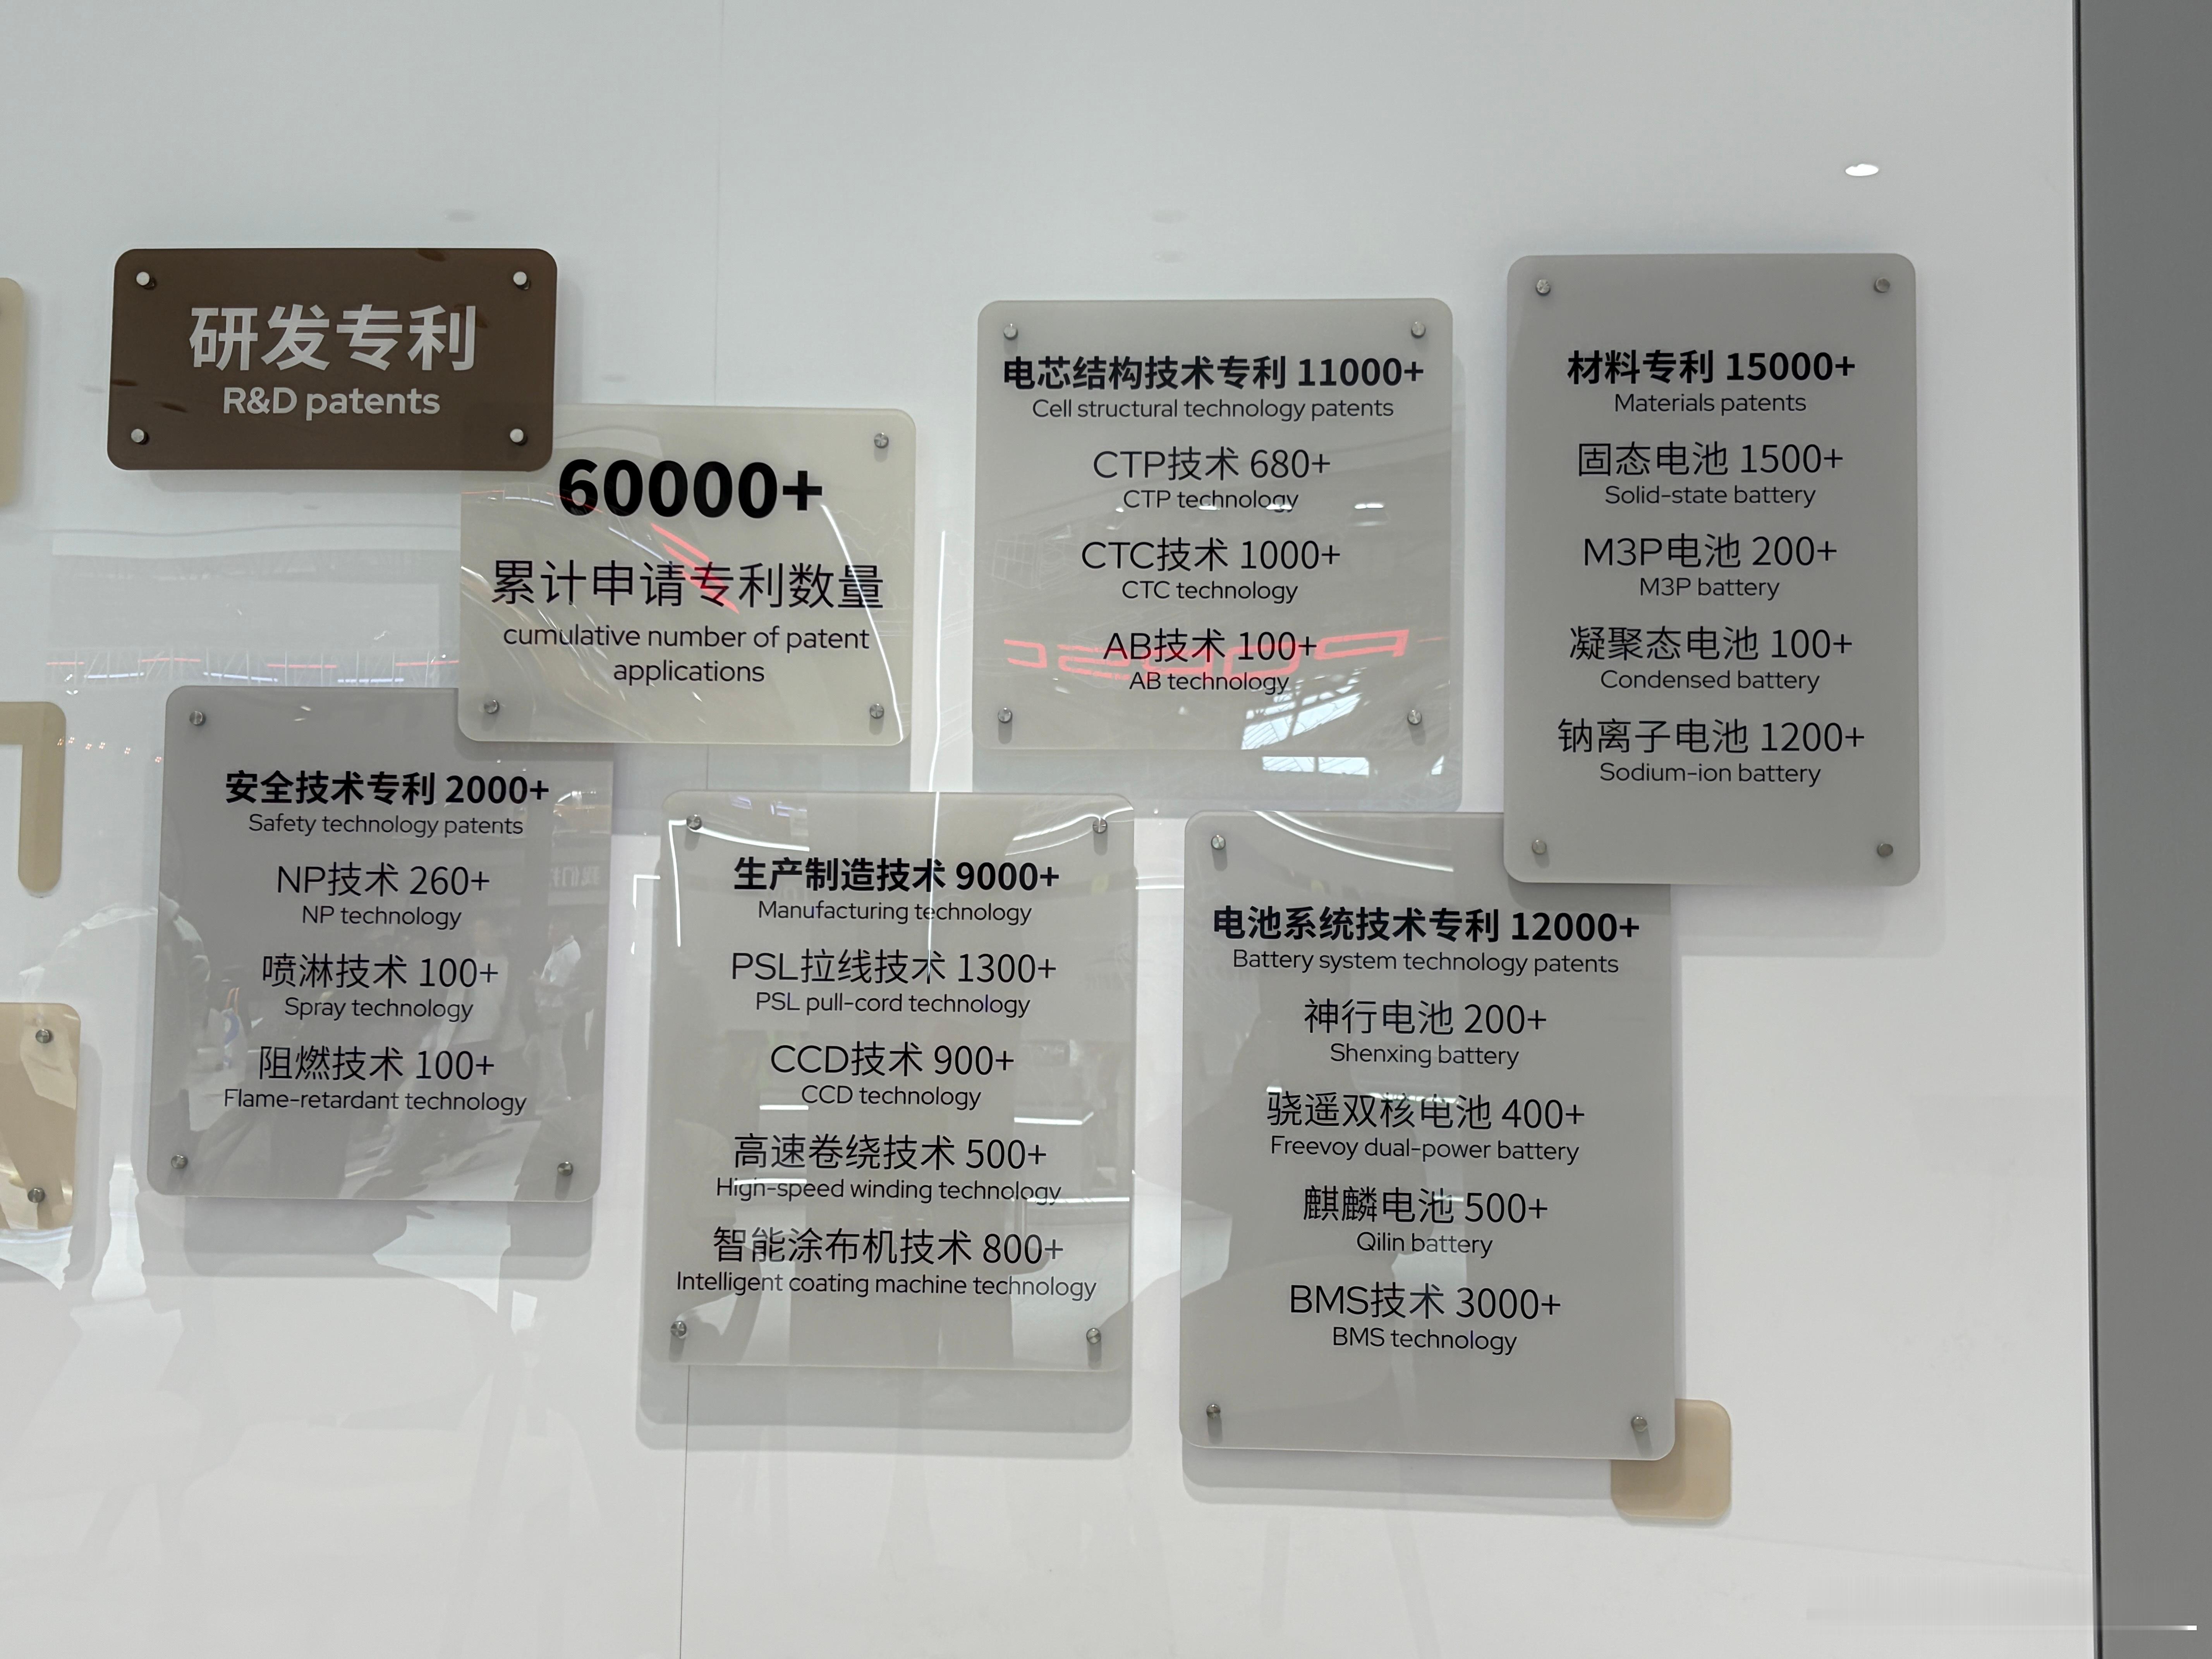 研发专利
R&D patents
60000+
累计申请专利数量
cumulative number of patent
applications
电芯结构技术专利 11000+
Cell structural technology patents
CTP技术 680+
CTP technology
CTC技术 1000+
CTC technology
AB技术 100+
AB technology
材料专利 15000+
Materials patents
固态电池 1500+
Solid-state battery
M3P电池 200+
M3P battery
凝聚态电池 100+
Condensed battery
钠离子电池 1200+
Sodium-ion battery
安全技术专利 2000+
Safety technology patents
NP技术 260+
NP technology
喷淋技术 100+
Spray technology
阻燃技术 100+
Flame-retardant technology
生产制造技术 9000+
Manufacturing technology
PSL拉线技术 1300+
PSL pull-cord technology
CCD技术 900+
CCD technology
高速卷绕技术 500+
High-speed winding technology
智能涂布机技术 800+
Intelligent coating machine technology
电池系统技术专利 12000+
Battery system technology patents
神行电池 200+
Shenxing battery
骁遥双核电池 400+
Freevoy dual-power battery
麒麟电池 500+
Qilin battery
BMS技术 3000+
BMS technology